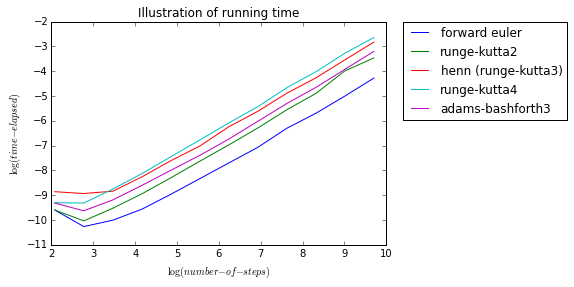 Illustration of running time
−2
−3
−4
−5
−6
−7
−8
−9
−10
−11
log(time−elapsed)
2 3 4 5 6 7 8 9 10
log(number−of−steps)
forward euler
runge-kutta2
henn (runge-kutta3)
runge-kutta4
adams-bashforth3